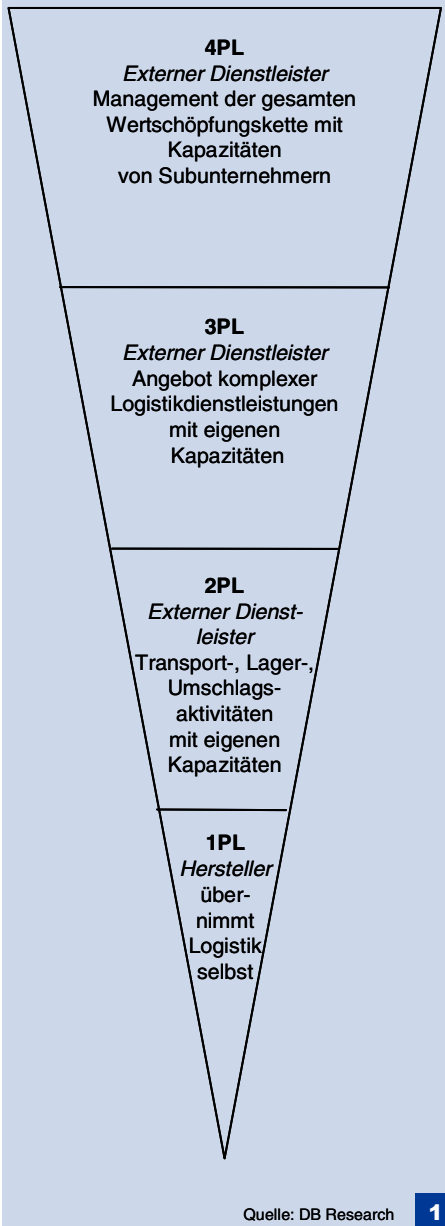 4PL
Externer Dienstleister
Management der gesamten
Wertschöpfungskette mit
Kapazitäten
von Subunternehmern
3PL
Externer Dienstleister
Angebot komplexer
Logistikdienstleistungen
mit eigenen
Kapazitäten
2PL
Externer Dienst-
leister
Transport-, Lager-,
Umschlags-
aktivitäten
mit eigenen
Kapazitäten
1PL
Hersteller
über-
nimmt
Logistik
selbst
Quelle: DB Research 1